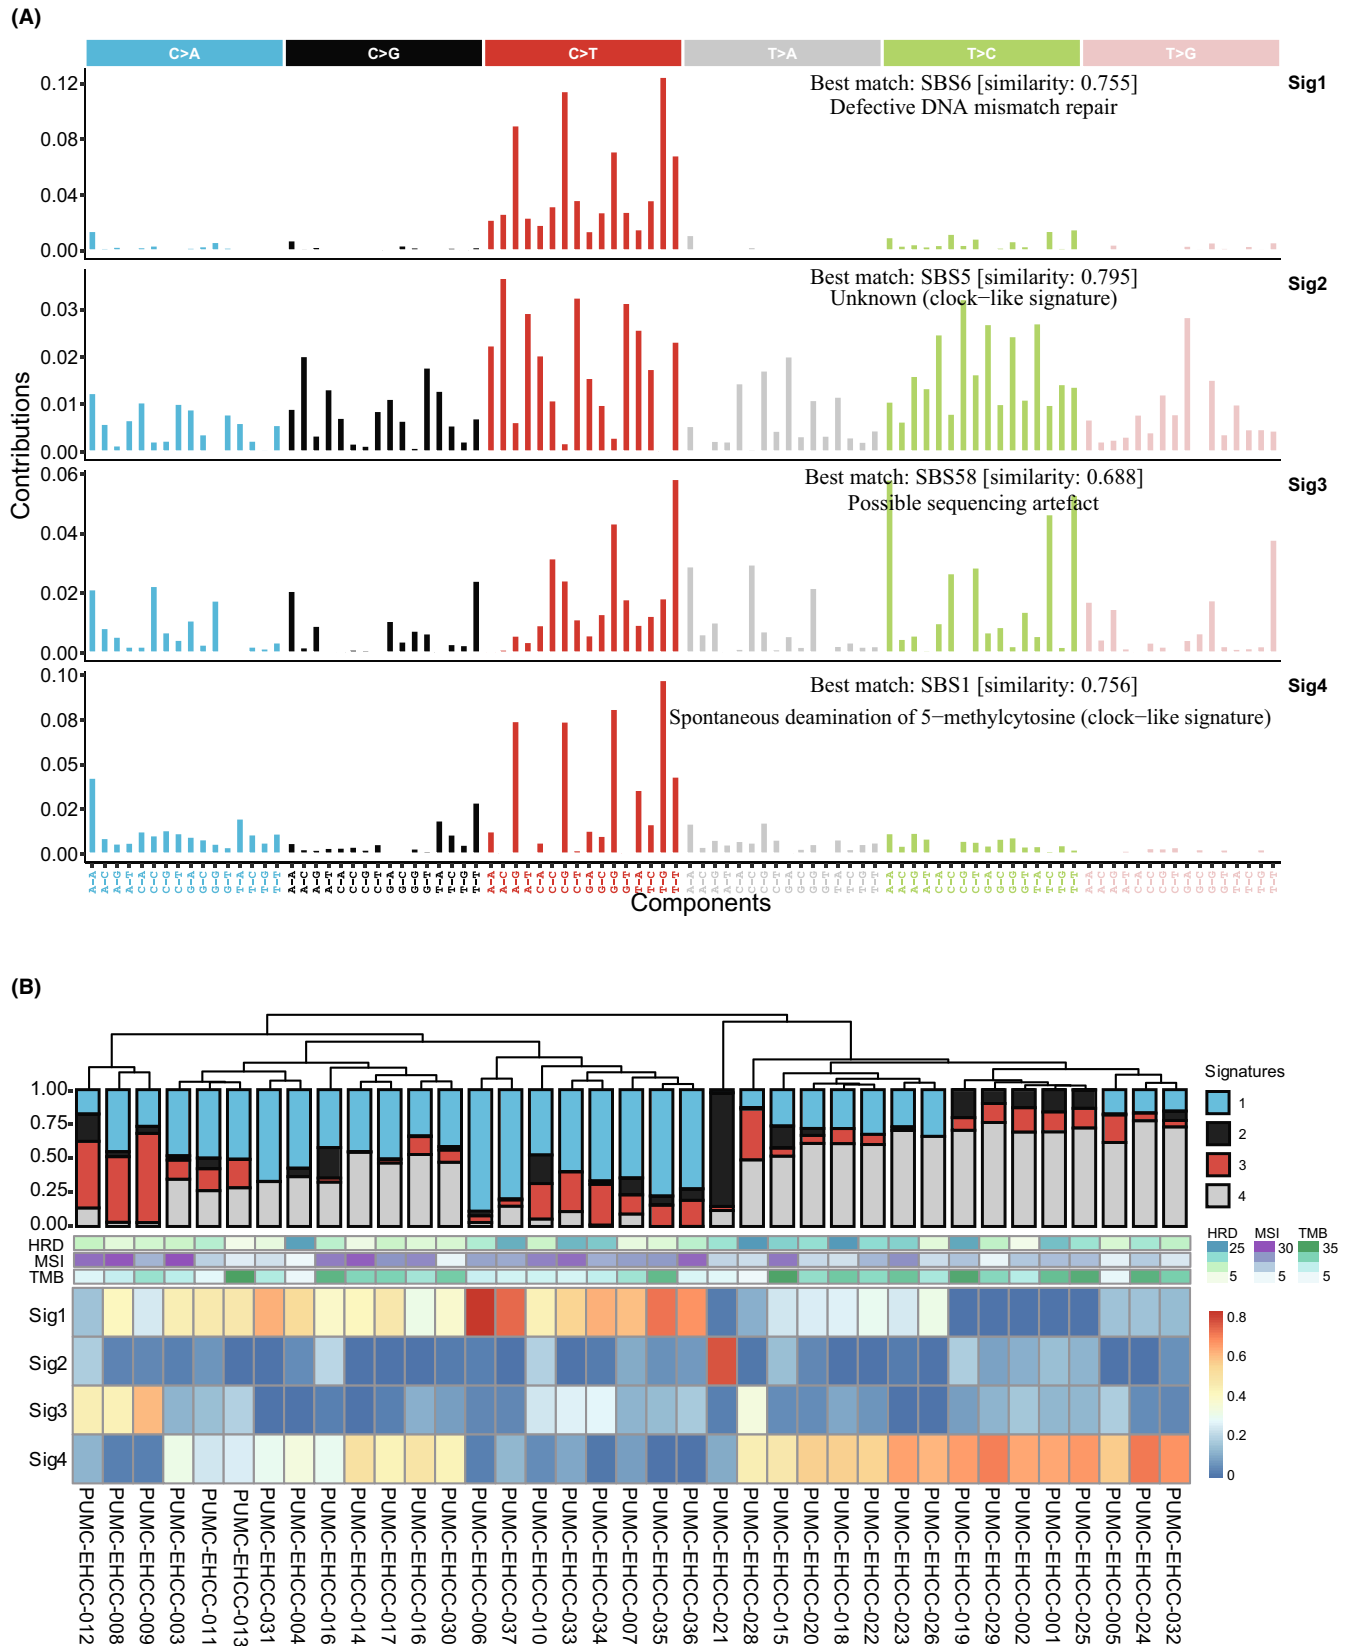 (A)
C>A C>G C>T T>A T>C T>G
Contributions
Best match: SBS6 [similarity: 0.755]
Defective DNA mismatch repair
Sig1
0.12
0.08
0.04
0.00
Best match: SBS5 [similarity: 0.795]
Unknown (clock−like signature)
Sig2
0.03
0.02
0.01
0.00
Best match: SBS58 [similarity: 0.688]
Possible sequencing artefact
Sig3
0.06
0.04
0.02
0.00
Best match: SBS1 [similarity: 0.756]
Spontaneous deamination of 5−methylcytosine (clock−like signature)
Sig4
0.10
0.08
0.05
0.02
0.00
A−A A−C A−G A−T C−A C−C C−G C−T G−A G−C G−G G−T T−A T−C T−G T−T A−A A−C A−G A−T C−A C−C C−G C−T G−A G−C G−G G−T T−A T−C T−G T−T A−A A−C A−G A−T C−A C−C C−G C−T G−A G−C G−G G−T T−A T−C T−G T−T A−A A−C A−G A−T C−A C−C C−G C−T G−A G−C G−G G−T T−A T−C T−G T−T A−A A−C A−G A−T C−A C−C C−G C−T G−A G−C G−G G−T T−A T−C T−G T−T A−A A−C A−G A−T C−A C−C C−G C−T G−A G−C G−G G−T T−A T−C T−G T−T
Components
(B)
1.00
0.75
0.50
0.25
0.00
Signatures
1
2
3
4
HRD
MSI
TMB
HRD MSI TMB
25 30 35
5 5 5
Sig1
Sig2
Sig3
Sig4
0.8
0.6
0.4
0.2
0
PUMC-EHCC-012
PUMC-EHCC-008
PUMC-EHCC-009
PUMC-EHCC-003
PUMC-EHCC-011
PUMC-EHCC-013
PUMC-EHCC-031
PUMC-EHCC-004
PUMC-EHCC-016
PUMC-EHCC-014
PUMC-EHCC-017
PUMC-EHCC-016
PUMC-EHCC-030
PUMC-EHCC-006
PUMC-EHCC-037
PUMC-EHCC-010
PUMC-EHCC-033
PUMC-EHCC-034
PUMC-EHCC-007
PUMC-EHCC-035
PUMC-EHCC-036
PUMC-EHCC-021
PUMC-EHCC-028
PUMC-EHCC-015
PUMC-EHCC-020
PUMC-EHCC-018
PUMC-EHCC-022
PUMC-EHCC-023
PUMC-EHCC-026
PUMC-EHCC-019
PUMC-EHCC-029
PUMC-EHCC-002
PUMC-EHCC-001
PUMC-EHCC-025
PUMC-EHCC-005
PUMC-EHCC-024
PUMC-EHCC-032